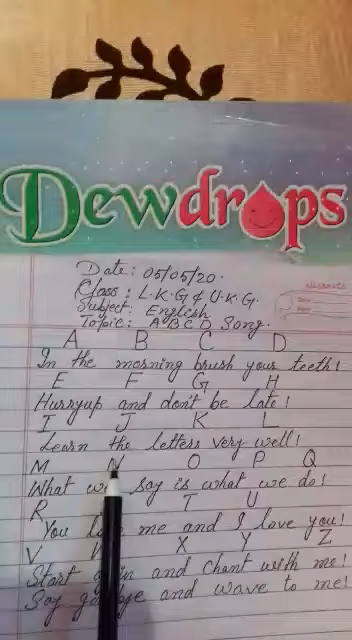 Dewdrops
Date: 05/05/20.
Class: L.K.G & U.K.G.
Subject: English
Topic: A B C D Song.
A B C D
In the morning brush your teeth!
E F G H
Hurryup and don't be late!
I J K L
Learn the letters very well!
M N O P Q
What say is what we do!
R T U
You me and I love you!
V X Y Z
Start and chant with me!
Say and wave to me!